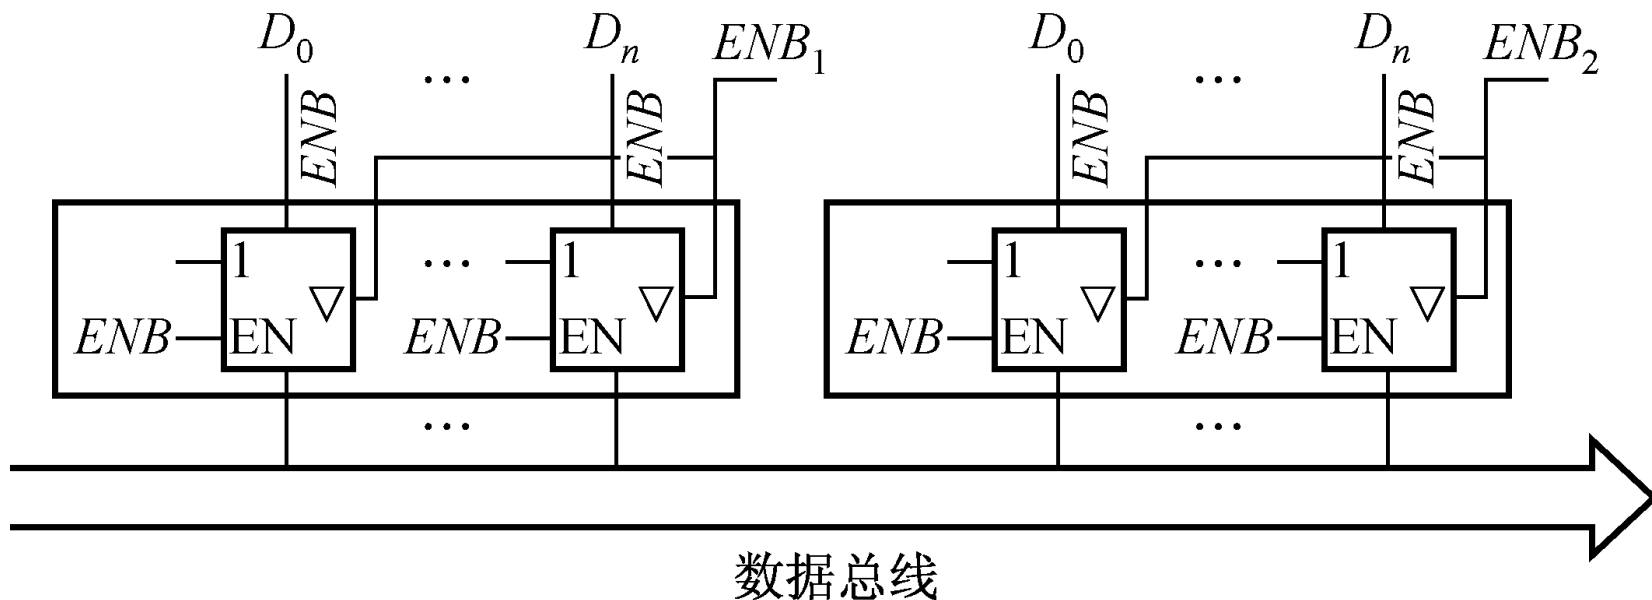 D₀ ... Dₙ ENB₁ D₀ ... Dₙ ENB₂
ENB ENB ENB ENB
1 ... 1 1 ... 1
▽ ▽ ▽ ▽
ENB EN ENB EN ENB EN ENB EN
... ...
数据总线